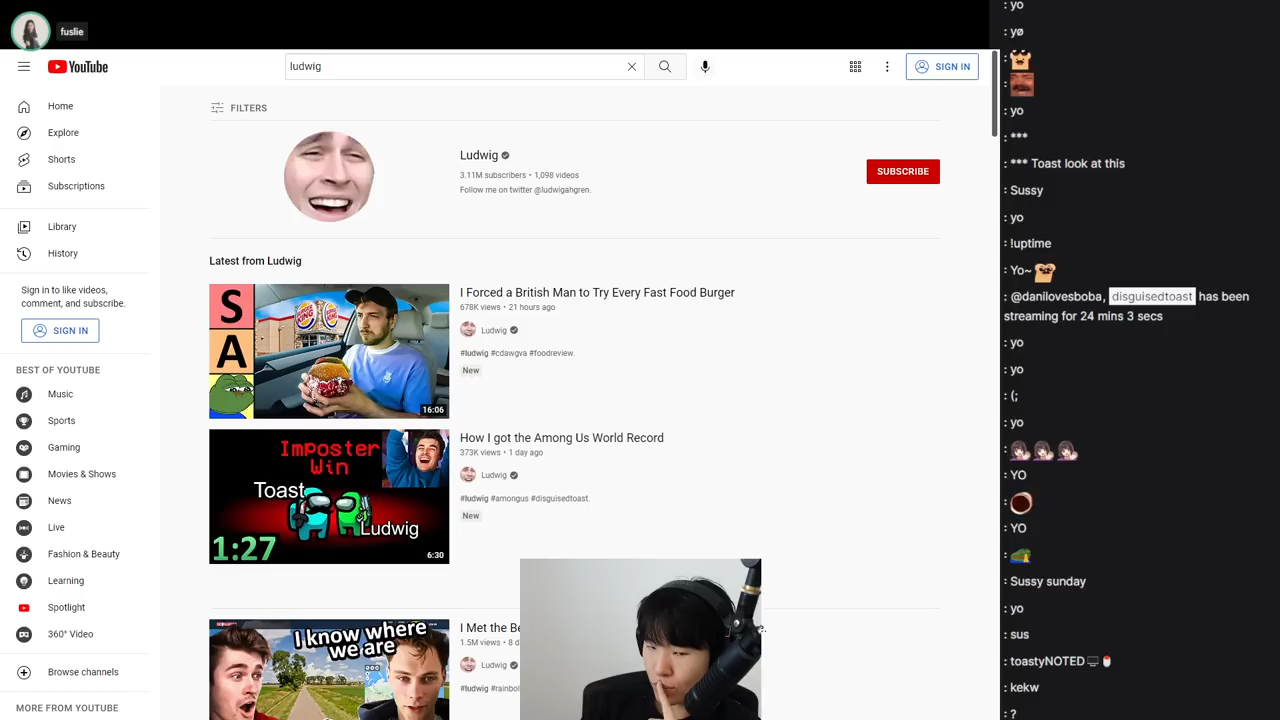 fuslie
YouTube
ludwig
SIGN IN
Home
Explore
Shorts
Subscriptions
Library
History
Sign in to like videos,
comment, and subscribe.
SIGN IN
BEST OF YOUTUBE
Music
Sports
Gaming
Movies & Shows
News
Live
Fashion & Beauty
Learning
Spotlight
360° Video
Browse channels
MORE FROM YOUTUBE
FILTERS
Ludwig
3.11M subscribers • 1,098 videos
Follow me on twitter @ludwigahgren.
SUBSCRIBE
Latest from Ludwig
S
A
BURGER KING
16:06
I Forced a British Man to Try Every Fast Food Burger
678K views • 21 hours ago
Ludwig
#ludwig #cdawgva #foodreview.
New
Imposter
Win
Toast
Ludwig
1:27
6:30
How I got the Among Us World Record
373K views • 1 day ago
Ludwig
#ludwig #amongus #disguisedtoast.
New
I know where
we are
I Met the Be
1.5M views • 8 d
Ludwig
#ludwig #rainbol
: yo
: yø
:
:
: yo
: ***
: *** Toast look at this
: Sussy
: yo
: !uptime
: Yo~
: @danilovesboba, disguisedtoast has been
streaming for 24 mins 3 secs
: yo
: yo
: (;
: yo
:
: YO
:
: YO
:
: Sussy sunday
: yo
: sus
: toastyNOTED
: kekw
: ?